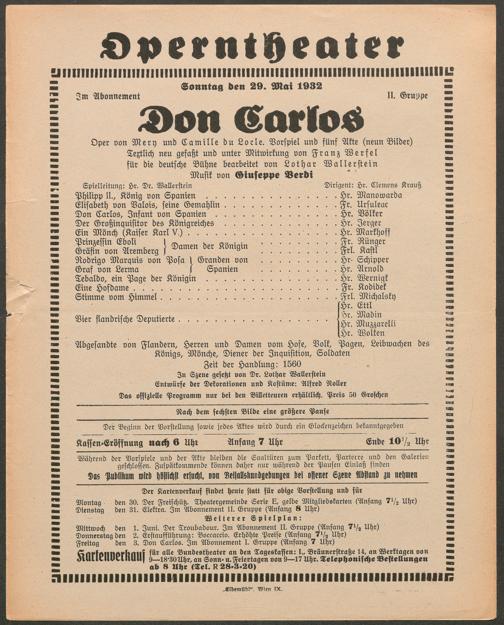 Operntheater
Sonntag den 29. Mai 1932
Im Abonnement II. Gruppe
Don Carlos
Oper von Mery und Camille du Locle. Vorspiel und fünf Akte (neun Bilder)
Textlich neu gefaßt und unter Mitwirkung von Franz Werfel
für die deutsche Bühne bearbeitet von Lothar Wallerstein
Musik von Giuseppe Verdi
Spielleitung: Hr. Dr. Wallerstein Dirigent: Hr. Clemens Krauß
Philipp II., König von Spanien Hr. Manowarda
Elisabeth von Valois, seine Gemahlin Fr. Ursuleac
Don Carlos, Infant von Spanien Hr. Völker
Der Großinquisitor des Königreiches Hr. Jerger
Ein Mönch (Kaiser Karl V.) Hr. Markhoff
Prinzessin Eboli Fr. Rünger
Gräfin von Aremberg } Damen der Königin Frl. Kastl
Rodrigo Marquis von Posa } Granden von Hr. Schipper
Graf von Lerma } Spanien Hr. Arnold
Tebaldo, ein Page der Königin Hr. Wernigk
Eine Hofdame Fr. Kodidek
Stimme vom Himmel Frl. Michalsky
Vier flandrische Deputierte { Hr. Ettl
Hr. Madin
Hr. Muzzarelli
Hr. Wolken
Abgesandte von Flandern, Herren und Damen vom Hofe, Volk, Pagen, Leibwachen des
Königs, Mönche, Diener der Inquisition, Soldaten
Zeit der Handlung: 1560
In Szene gesetzt von Dr. Lothar Wallerstein
Entwürfe der Dekorationen und Kostüme: Alfred Roller
Das offizielle Programm nur bei den Billetteuren erhältlich. Preis 50 Groschen
Nach dem sechsten Bilde eine größere Pause
Der Beginn der Vorstellung sowie jedes Aktes wird durch ein Glockenzeichen bekanntgegeben
Kassen-Eröffnung nach 6 Uhr Anfang 7 Uhr Ende 10½ Uhr
Während der Vorspiele und der Akte bleiben die Saaltüren zum Parkett, Parterre und den Galerien
geschlossen. Zuspätkommende können daher nur während der Pausen Einlaß finden
Das Publikum wird höflichst ersucht, von Beifallskundgebungen bei offener Szene Abstand zu nehmen
Der Kartenverkauf findet heute statt für obige Vorstellung und für
Montag den 30. Der Freischütz. Theatergemeinde Serie E, gelbe Mitgliedskarten (Anfang 7½ Uhr)
Dienstag den 31. Elektra. Im Abonnement II. Gruppe (Anfang 8 Uhr)
Weiterer Spielplan:
Mittwoch den 1. Juni. Der Troubadour. Im Abonnement II. Gruppe (Anfang 7½ Uhr)
Donnerstag den 2. Erstaufführung: Boccaccio. Erhöhte Preise (Anfang 7½ Uhr)
Freitag den 3. Don Carlos. Im Abonnement I. Gruppe (Anfang 7 Uhr)
Kartenverkauf für alle Bundestheater an den Tageskassen: I., Bräunerstraße 14, an Werktagen von
9—18·30 Uhr, an Sonn- u. Feiertagen von 9—17 Uhr. Telephonische Bestellungen
ab 8 Uhr (Tel. R 28-3-20)
„Elbemühl“, Wien IX.